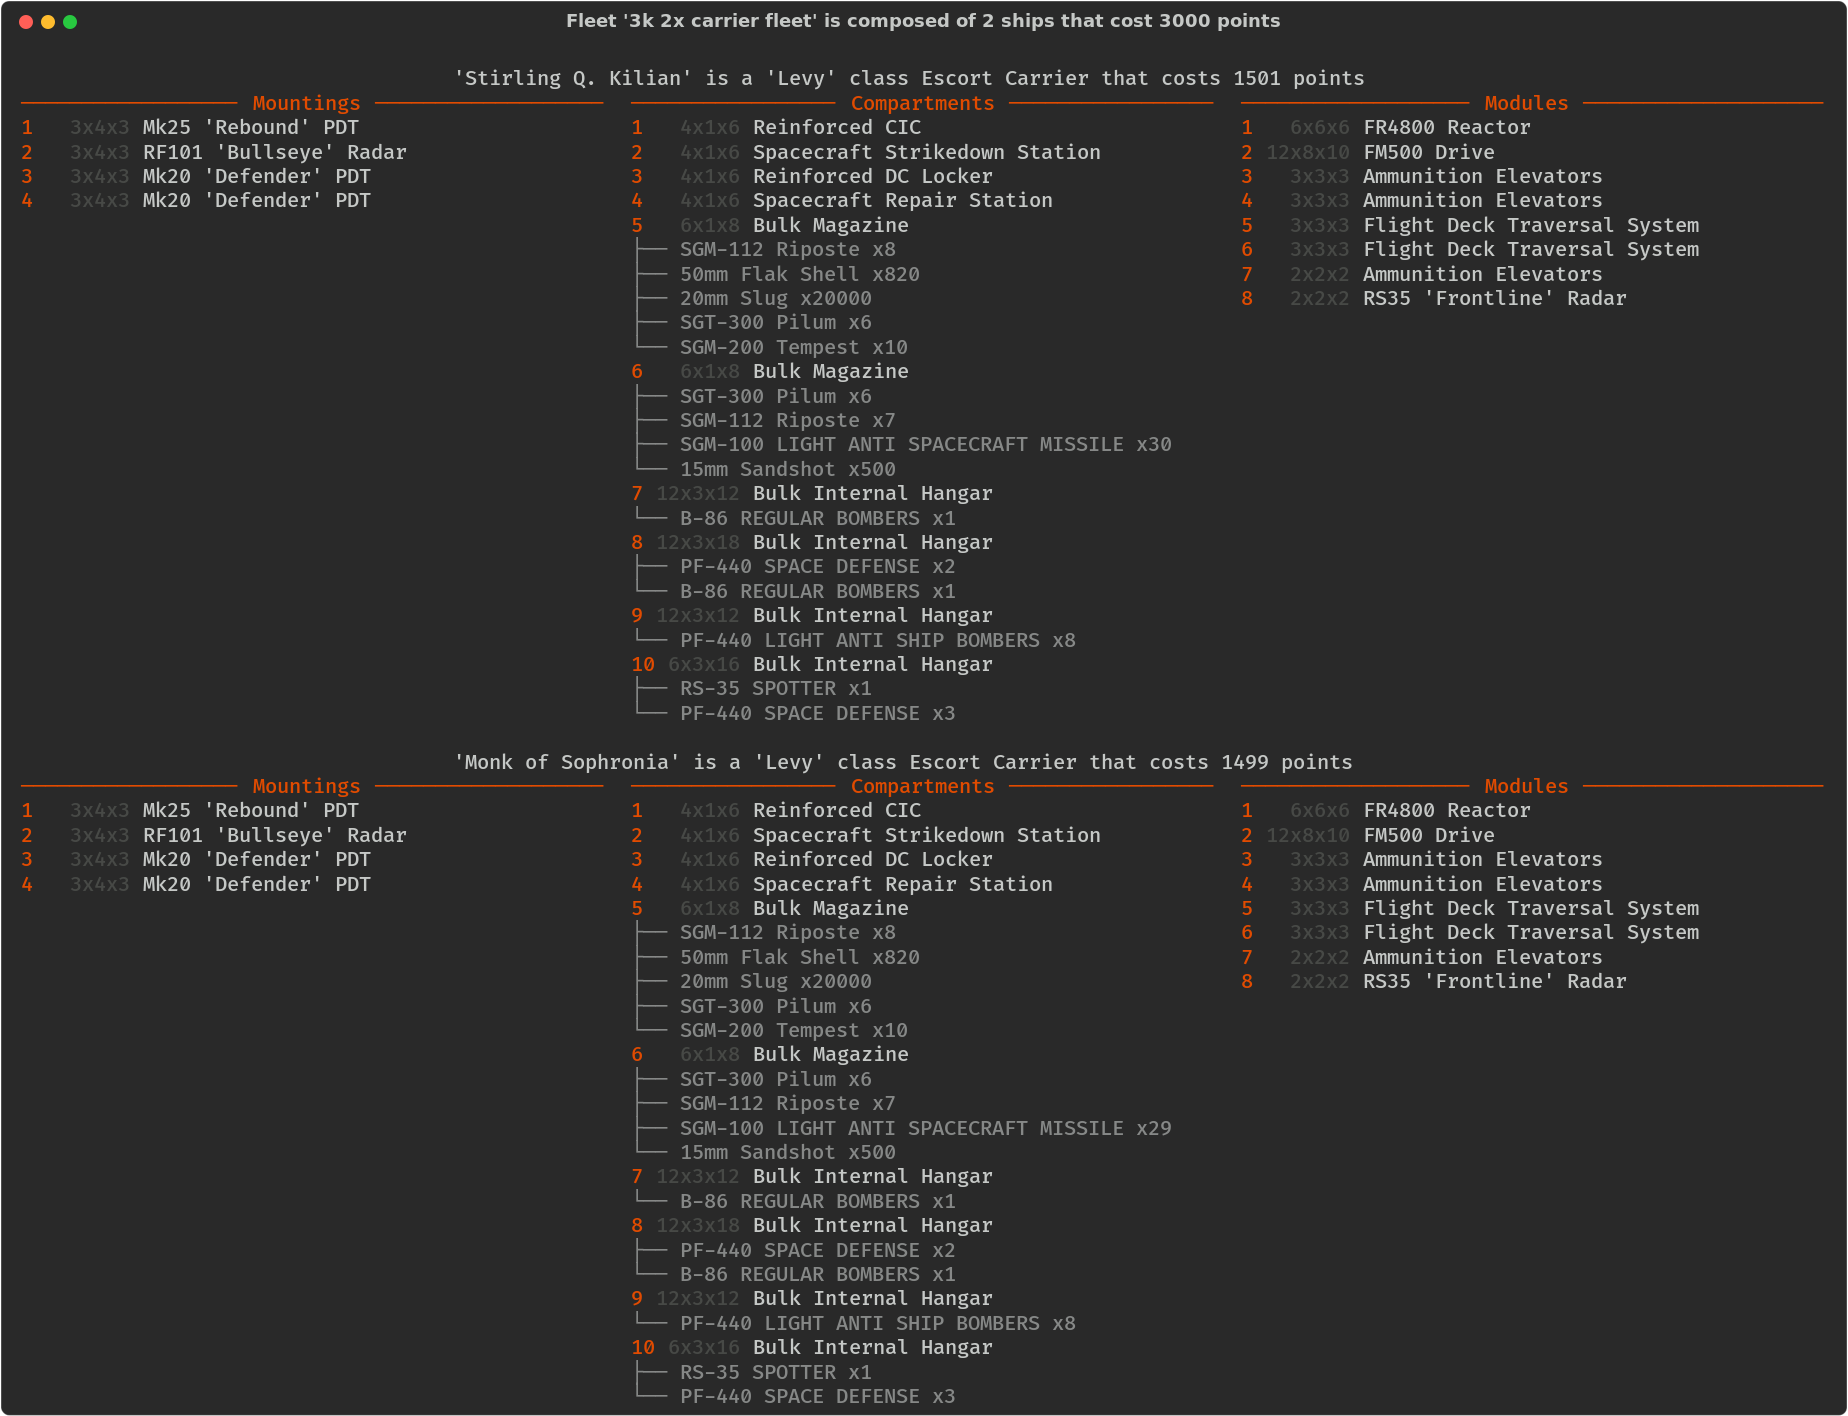 Fleet '3k 2x carrier fleet' is composed of 2 ships that cost 3000 points
'Stirling Q. Kilian' is a 'Levy' class Escort Carrier that costs 1501 points
Mountings
1 3x4x3 Mk25 'Rebound' PDT
2 3x4x3 RF101 'Bullseye' Radar
3 3x4x3 Mk20 'Defender' PDT
4 3x4x3 Mk20 'Defender' PDT
Compartments
1 4x1x6 Reinforced CIC
2 4x1x6 Spacecraft Strikedown Station
3 4x1x6 Reinforced DC Locker
4 4x1x6 Spacecraft Repair Station
5 6x1x8 Bulk Magazine
├── SGM-112 Riposte x8
├── 50mm Flak Shell x820
├── 20mm Slug x20000
├── SGT-300 Pilum x6
└── SGM-200 Tempest x10
6 6x1x8 Bulk Magazine
├── SGT-300 Pilum x6
├── SGM-112 Riposte x7
├── SGM-100 LIGHT ANTI SPACECRAFT MISSILE x30
└── 15mm Sandshot x500
7 12x3x12 Bulk Internal Hangar
└── B-86 REGULAR BOMBERS x1
8 12x3x18 Bulk Internal Hangar
├── PF-440 SPACE DEFENSE x2
└── B-86 REGULAR BOMBERS x1
9 12x3x12 Bulk Internal Hangar
└── PF-440 LIGHT ANTI SHIP BOMBERS x8
10 6x3x16 Bulk Internal Hangar
├── RS-35 SPOTTER x1
└── PF-440 SPACE DEFENSE x3
Modules
1 6x6x6 FR4800 Reactor
2 12x8x10 FM500 Drive
3 3x3x3 Ammunition Elevators
4 3x3x3 Ammunition Elevators
5 3x3x3 Flight Deck Traversal System
6 3x3x3 Flight Deck Traversal System
7 2x2x2 Ammunition Elevators
8 2x2x2 RS35 'Frontline' Radar
'Monk of Sophronia' is a 'Levy' class Escort Carrier that costs 1499 points
Mountings
1 3x4x3 Mk25 'Rebound' PDT
2 3x4x3 RF101 'Bullseye' Radar
3 3x4x3 Mk20 'Defender' PDT
4 3x4x3 Mk20 'Defender' PDT
Compartments
1 4x1x6 Reinforced CIC
2 4x1x6 Spacecraft Strikedown Station
3 4x1x6 Reinforced DC Locker
4 4x1x6 Spacecraft Repair Station
5 6x1x8 Bulk Magazine
├── SGM-112 Riposte x8
├── 50mm Flak Shell x820
├── 20mm Slug x20000
├── SGT-300 Pilum x6
└── SGM-200 Tempest x10
6 6x1x8 Bulk Magazine
├── SGT-300 Pilum x6
├── SGM-112 Riposte x7
├── SGM-100 LIGHT ANTI SPACECRAFT MISSILE x29
└── 15mm Sandshot x500
7 12x3x12 Bulk Internal Hangar
└── B-86 REGULAR BOMBERS x1
8 12x3x18 Bulk Internal Hangar
├── PF-440 SPACE DEFENSE x2
└── B-86 REGULAR BOMBERS x1
9 12x3x12 Bulk Internal Hangar
└── PF-440 LIGHT ANTI SHIP BOMBERS x8
10 6x3x16 Bulk Internal Hangar
├── RS-35 SPOTTER x1
└── PF-440 SPACE DEFENSE x3
Modules
1 6x6x6 FR4800 Reactor
2 12x8x10 FM500 Drive
3 3x3x3 Ammunition Elevators
4 3x3x3 Ammunition Elevators
5 3x3x3 Flight Deck Traversal System
6 3x3x3 Flight Deck Traversal System
7 2x2x2 Ammunition Elevators
8 2x2x2 RS35 'Frontline' Radar